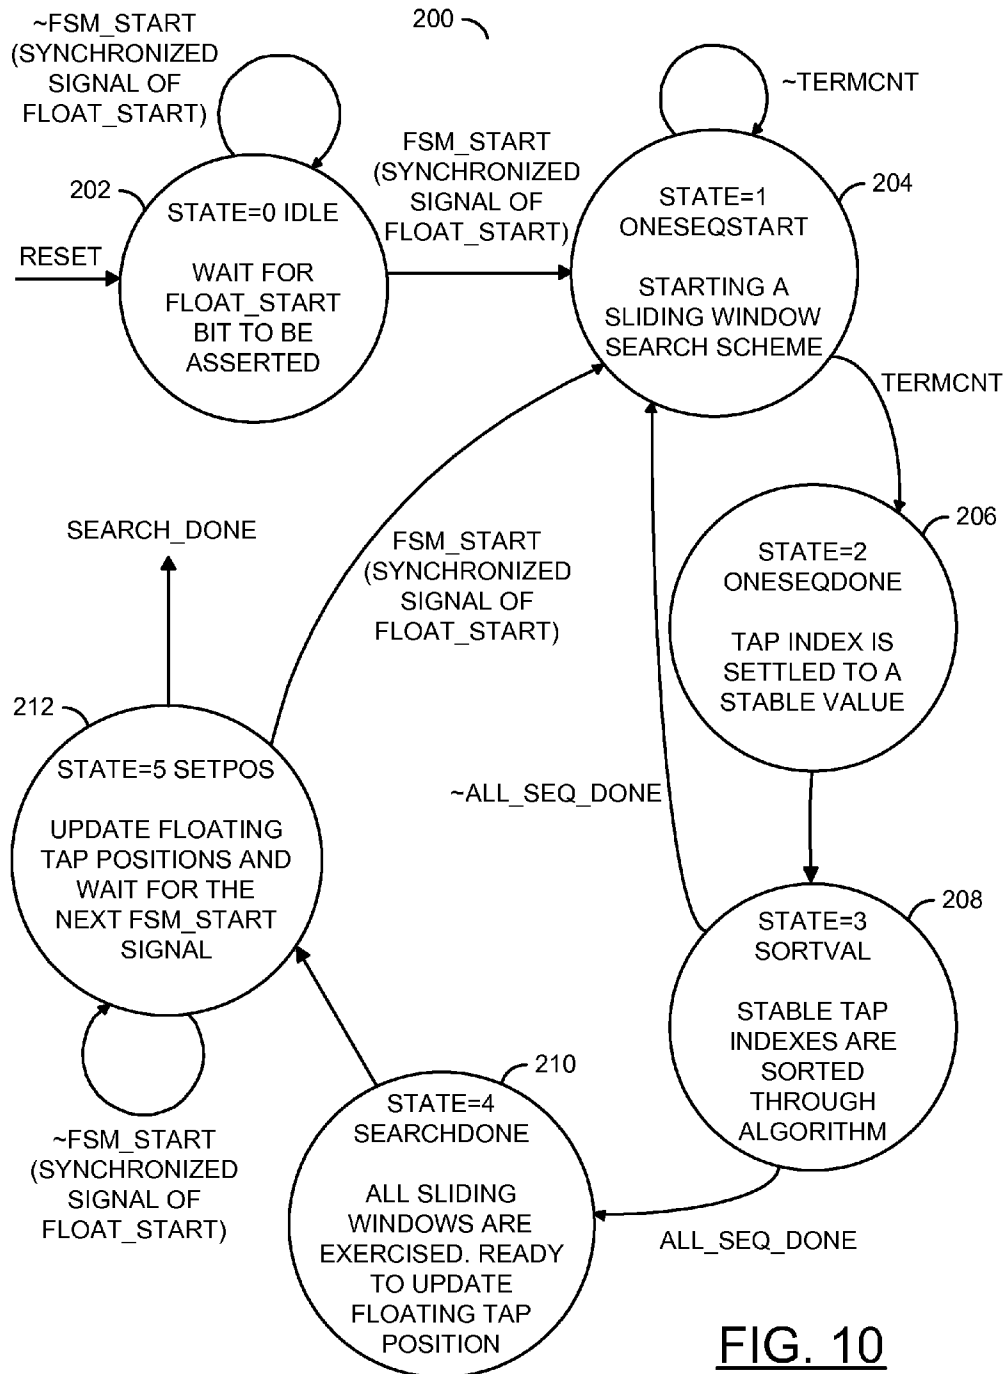 200
~FSM_START
(SYNCHRONIZED
SIGNAL OF
FLOAT_START)
~TERMCNT
FSM_START
(SYNCHRONIZED
SIGNAL OF
FLOAT_START)
202
204
RESET
STATE=0 IDLE
WAIT FOR
FLOAT_START
BIT TO BE
ASSERTED
STATE=1
ONESEQSTART
STARTING A
SLIDING WINDOW
SEARCH SCHEME
TERMCNT
206
STATE=2
ONESEQDONE
TAP INDEX IS
SETTLED TO A
STABLE VALUE
SEARCH_DONE
FSM_START
(SYNCHRONIZED
SIGNAL OF
FLOAT_START)
212
STATE=5 SETPOS
UPDATE FLOATING
TAP POSITIONS AND
WAIT FOR THE
NEXT FSM_START
SIGNAL
~ALL_SEQ_DONE
208
STATE=3
SORTVAL
STABLE TAP
INDEXES ARE
SORTED
THROUGH
ALGORITHM
~FSM_START
(SYNCHRONIZED
SIGNAL OF
FLOAT_START)
210
STATE=4
SEARCHDONE
ALL SLIDING
WINDOWS ARE
EXERCISED. READY
TO UPDATE
FLOATING TAP
POSITION
ALL_SEQ_DONE
FIG. 10